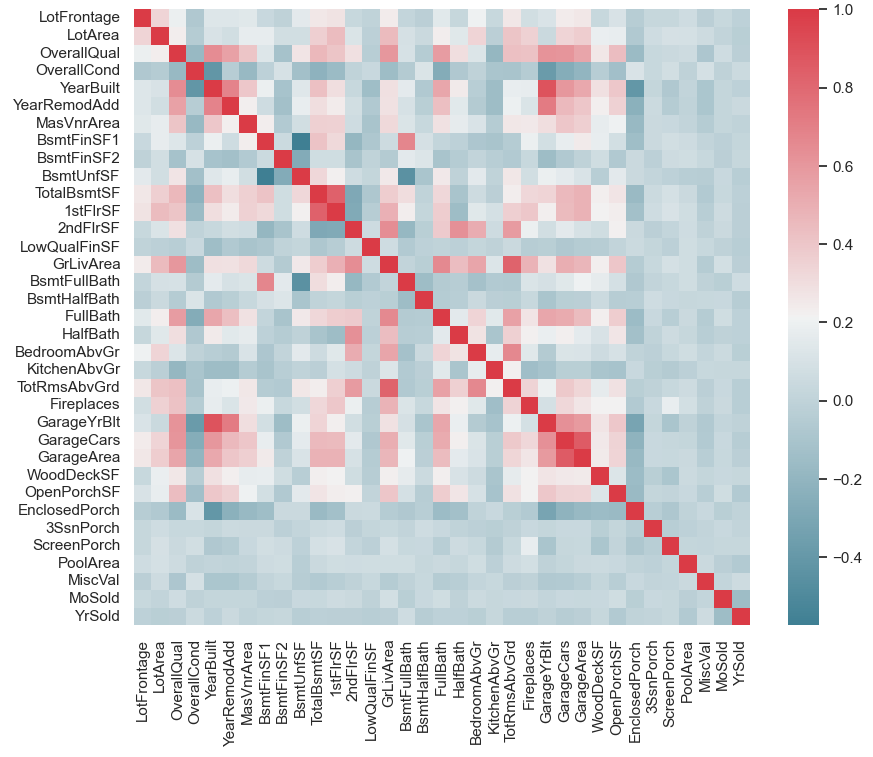 LotFrontage
LotArea
OverallQual
OverallCond
YearBuilt
YearRemodAdd
MasVnrArea
BsmtFinSF1
BsmtFinSF2
BsmtUnfSF
TotalBsmtSF
1stFlrSF
2ndFlrSF
LowQualFinSF
GrLivArea
BsmtFullBath
BsmtHalfBath
FullBath
HalfBath
BedroomAbvGr
KitchenAbvGr
TotRmsAbvGrd
Fireplaces
GarageYrBlt
GarageCars
GarageArea
WoodDeckSF
OpenPorchSF
EnclosedPorch
3SsnPorch
ScreenPorch
PoolArea
MiscVal
MoSold
YrSold
LotFrontage
LotArea
OverallQual
OverallCond
YearBuilt
YearRemodAdd
MasVnrArea
BsmtFinSF1
BsmtFinSF2
BsmtUnfSF
TotalBsmtSF
1stFlrSF
2ndFlrSF
LowQualFinSF
GrLivArea
BsmtFullBath
BsmtHalfBath
FullBath
HalfBath
BedroomAbvGr
KitchenAbvGr
TotRmsAbvGrd
Fireplaces
GarageYrBlt
GarageCars
GarageArea
WoodDeckSF
OpenPorchSF
EnclosedPorch
3SsnPorch
ScreenPorch
PoolArea
MiscVal
MoSold
YrSold
1.0
0.8
0.6
0.4
0.2
0.0
−0.2
−0.4